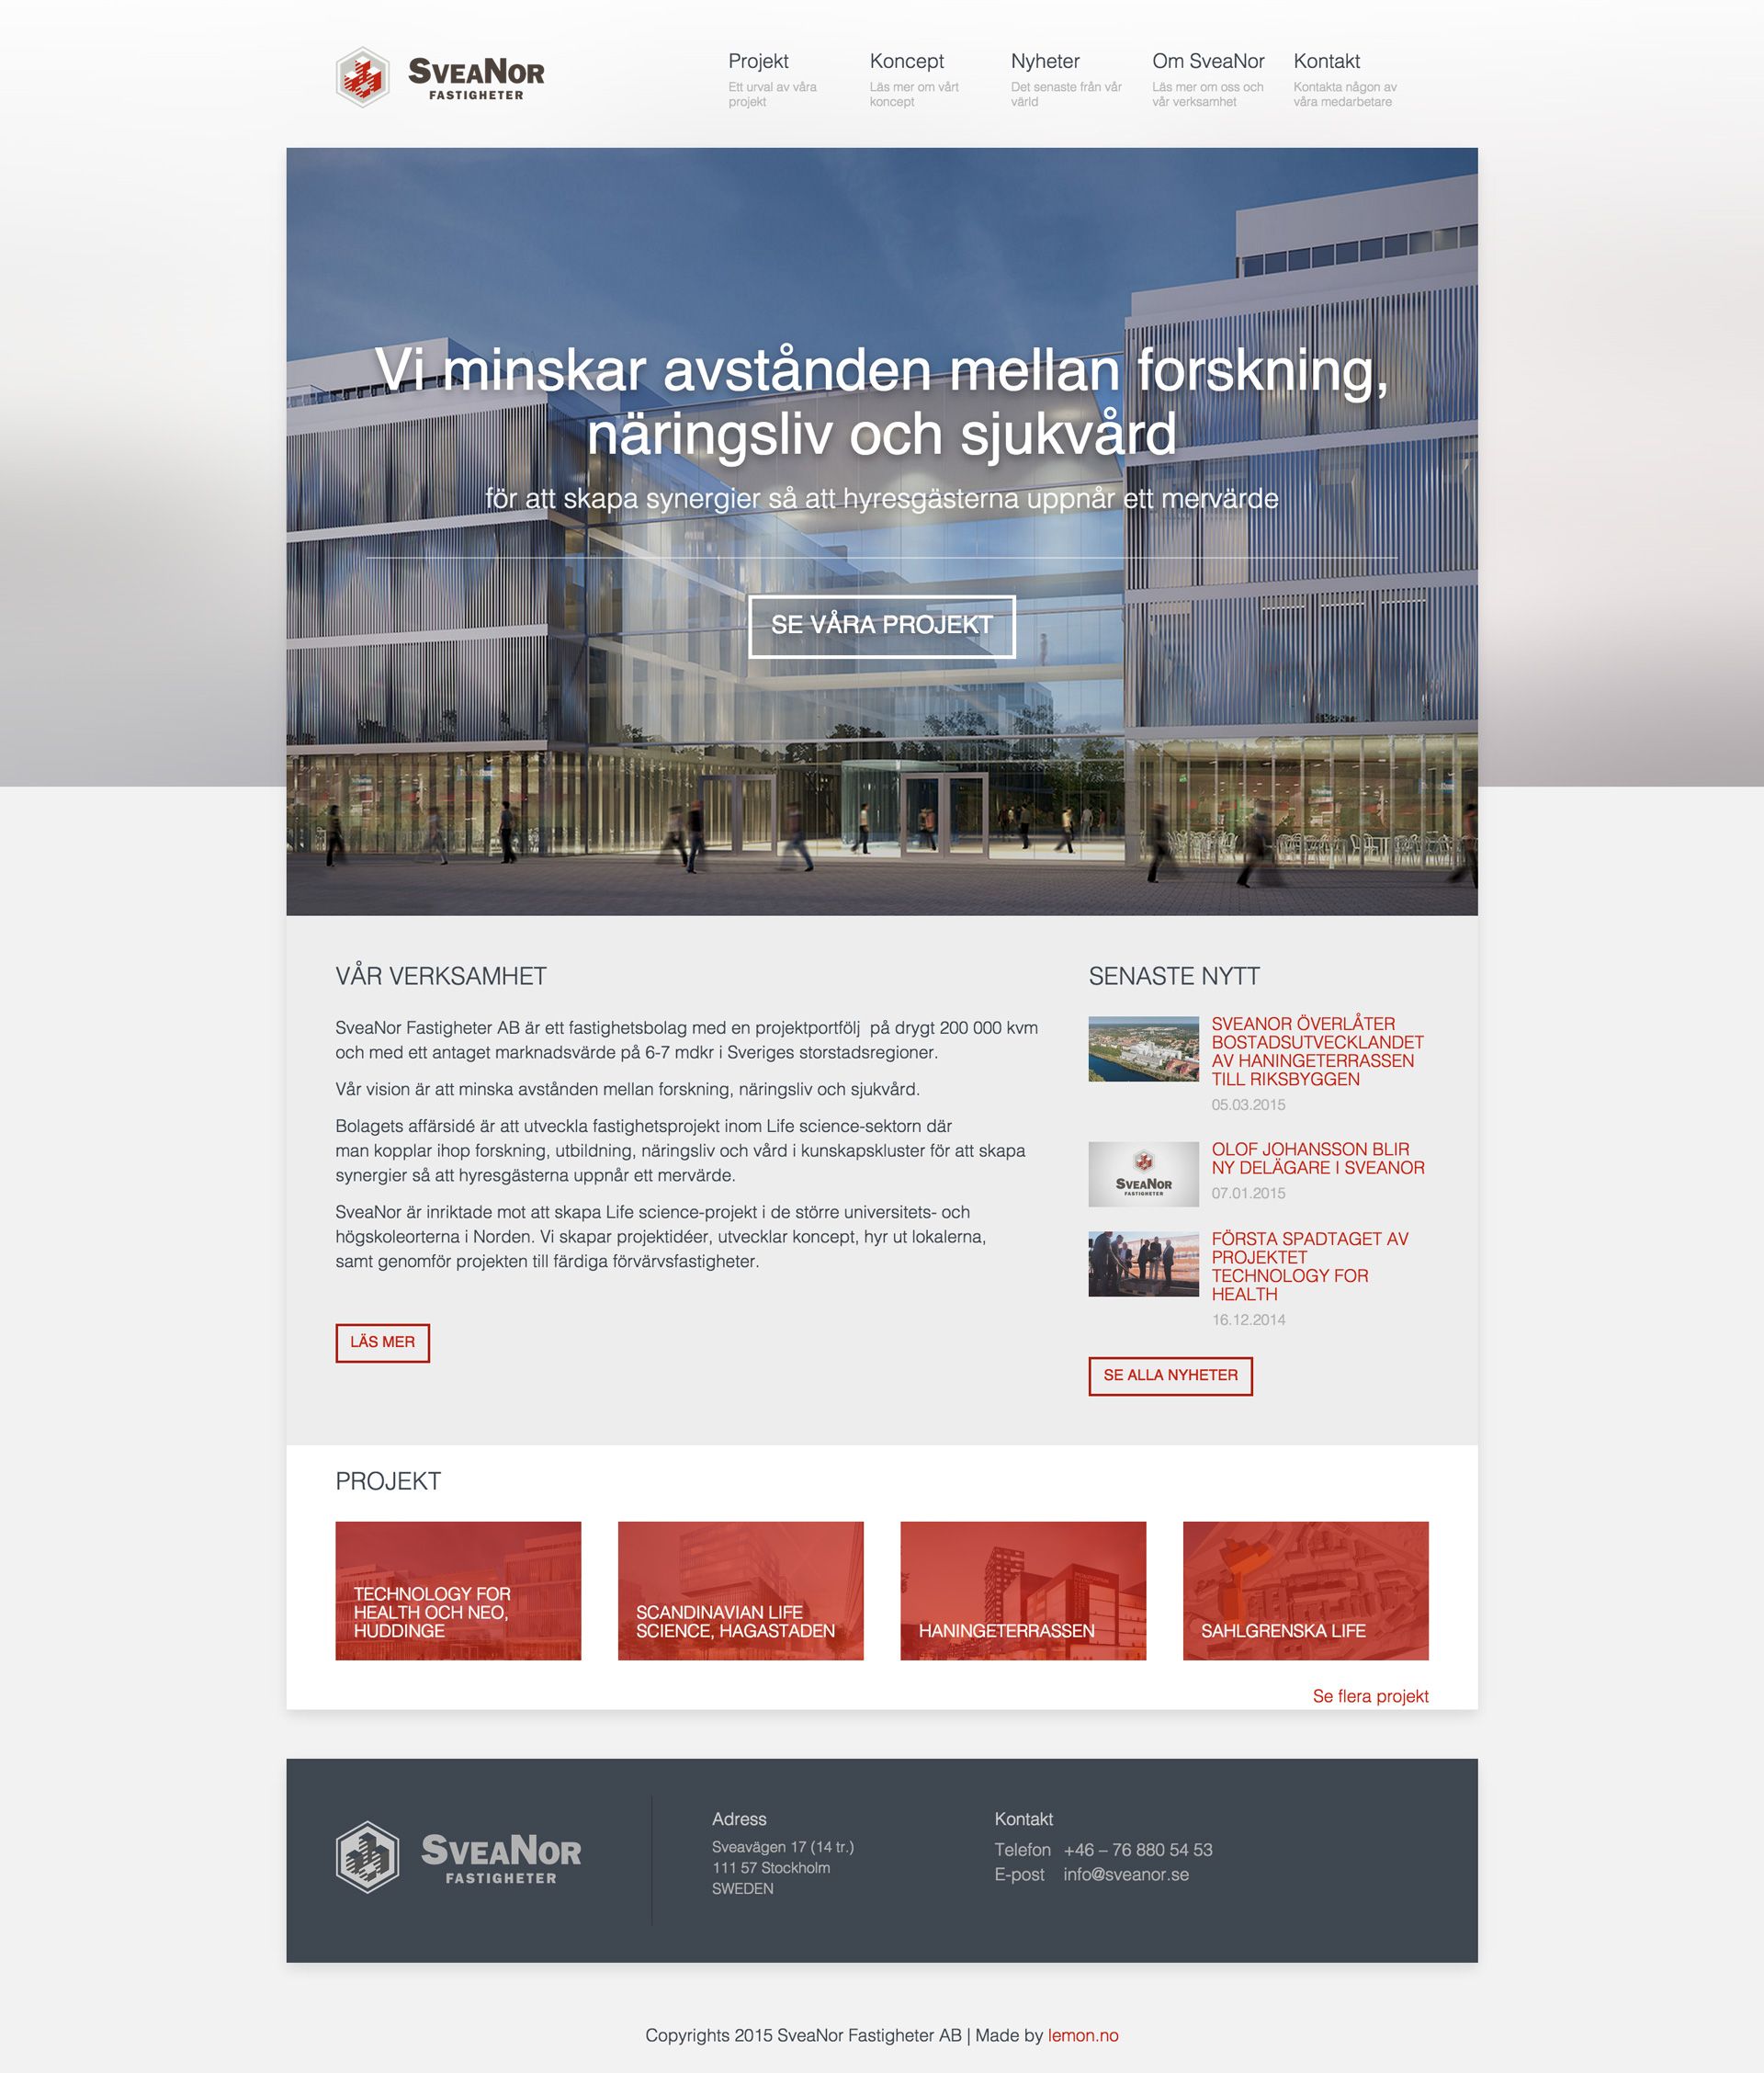 SVEANOR
FASTIGHETER
Projekt
Ett urval av våra
projekt
Koncept
Läs mer om vårt
koncept
Nyheter
Det senaste från vår
värld
Om SveaNor
Läs mer om oss och
vår verksamhet
Kontakt
Kontakta någon av
våra medarbetare
Vi minskar avstånden mellan forskning,
näringsliv och sjukvård
för att skapa synergier så att hyresgästerna uppnår ett mervärde
SE VÅRA PROJEKT
VÅR VERKSAMHET
SveaNor Fastigheter AB är ett fastighetsbolag med en projektportfölj  på drygt 200 000 kvm
och med ett antaget marknadsvärde på 6-7 mdkr i Sveriges storstadsregioner.
Vår vision är att minska avstånden mellan forskning, näringsliv och sjukvård.
Bolagets affärsidé är att utveckla fastighetsprojekt inom Life science-sektorn där
man kopplar ihop forskning, utbildning, näringsliv och vård i kunskapskluster för att skapa
synergier så att hyresgästerna uppnår ett mervärde.
SveaNor är inriktade mot att skapa Life science-projekt i de större universitets- och
högskoleorterna i Norden. Vi skapar projektidéer, utvecklar koncept, hyr ut lokalerna,
samt genomför projekten till färdiga förvärvsfastigheter.
LÄS MER
SENASTE NYTT
SVEANOR ÖVERLÅTER
BOSTADSUTVECKLANDET
AV HANINGETERRASSEN
TILL RIKSBYGGEN
05.03.2015
SVEANOR
FASTIGHETER
OLOF JOHANSSON BLIR
NY DELÄGARE I SVEANOR
07.01.2015
FÖRSTA SPADTAGET AV
PROJEKTET
TECHNOLOGY FOR
HEALTH
16.12.2014
SE ALLA NYHETER
PROJEKT
TECHNOLOGY FOR
HEALTH OCH NEO,
HUDDINGE
SCANDINAVIAN LIFE
SCIENCE, HAGASTADEN
HANINGETERRASSEN
SAHLGRENSKA LIFE
Se flera projekt
SVEANOR
FASTIGHETER
Adress
Sveavägen 17 (14 tr.)
111 57 Stockholm
SWEDEN
Kontakt
Telefon +46 – 76 880 54 53
E-post info@sveanor.se
Copyrights 2015 SveaNor Fastigheter AB | Made by lemon.no